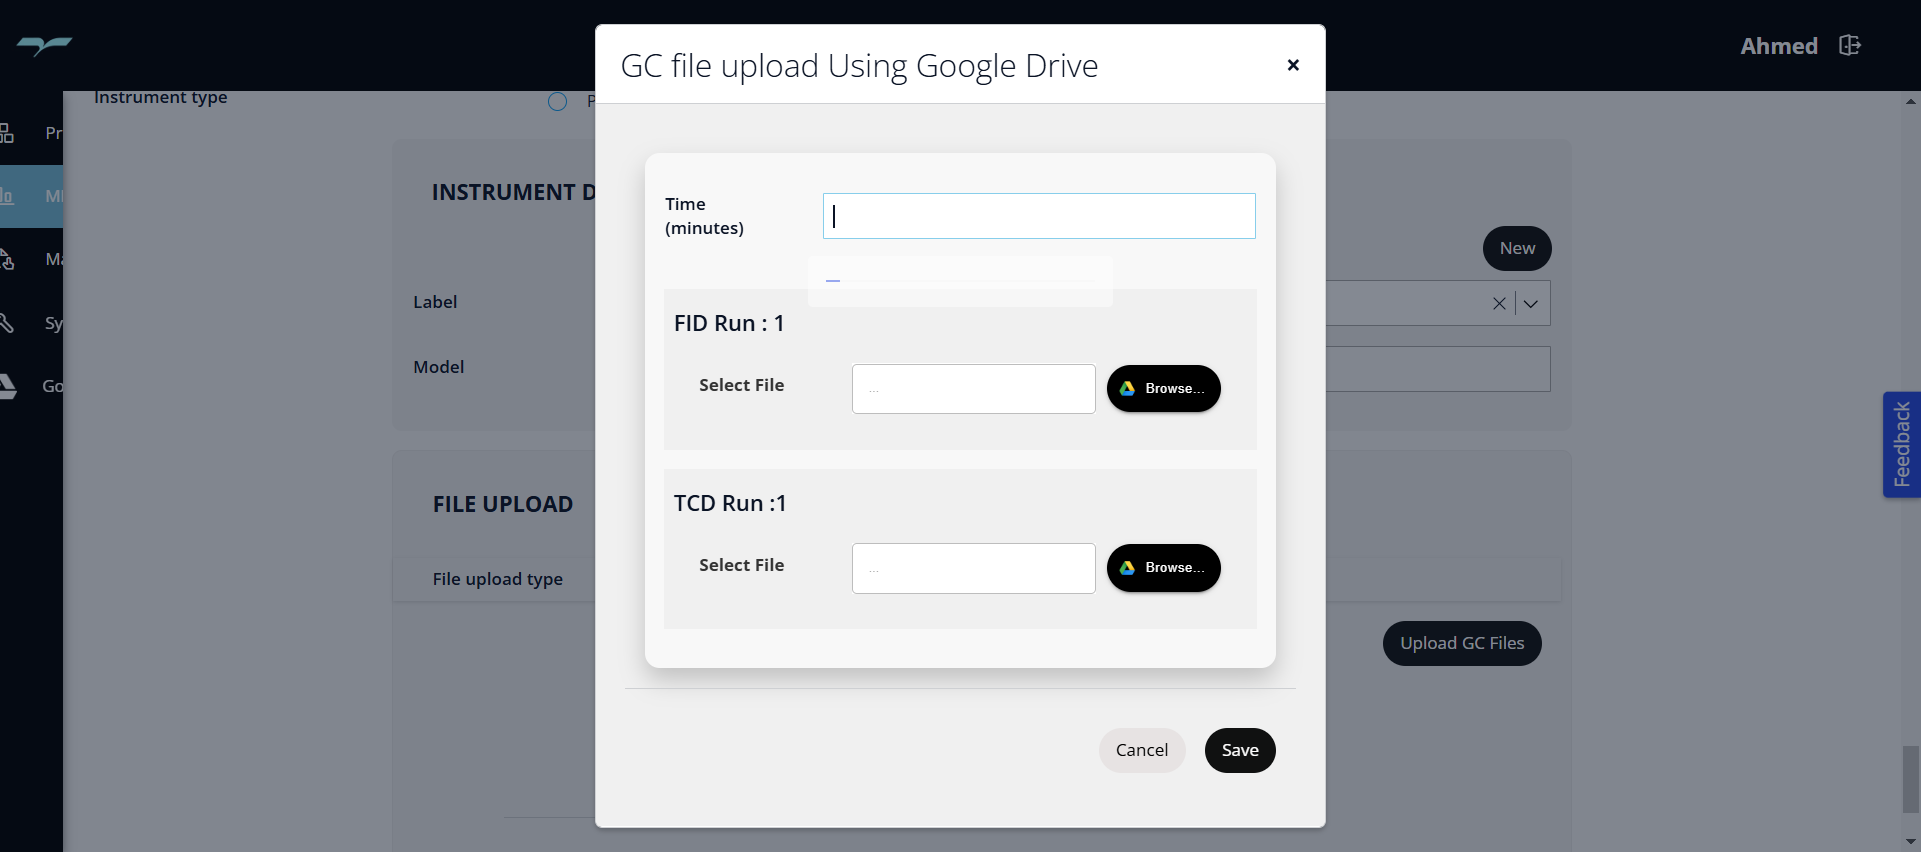 GC file upload Using Google Drive
Ahmed
Instrument type
P
Pr
INSTRUMENT D
Time
(minutes)
New
Label
FID Run : 1
Sy
Model
Select File
...
Browse...
Go
Feedback
FILE UPLOAD
TCD Run :1
File upload type
Select File
...
Browse...
Upload GC Files
Cancel
Save